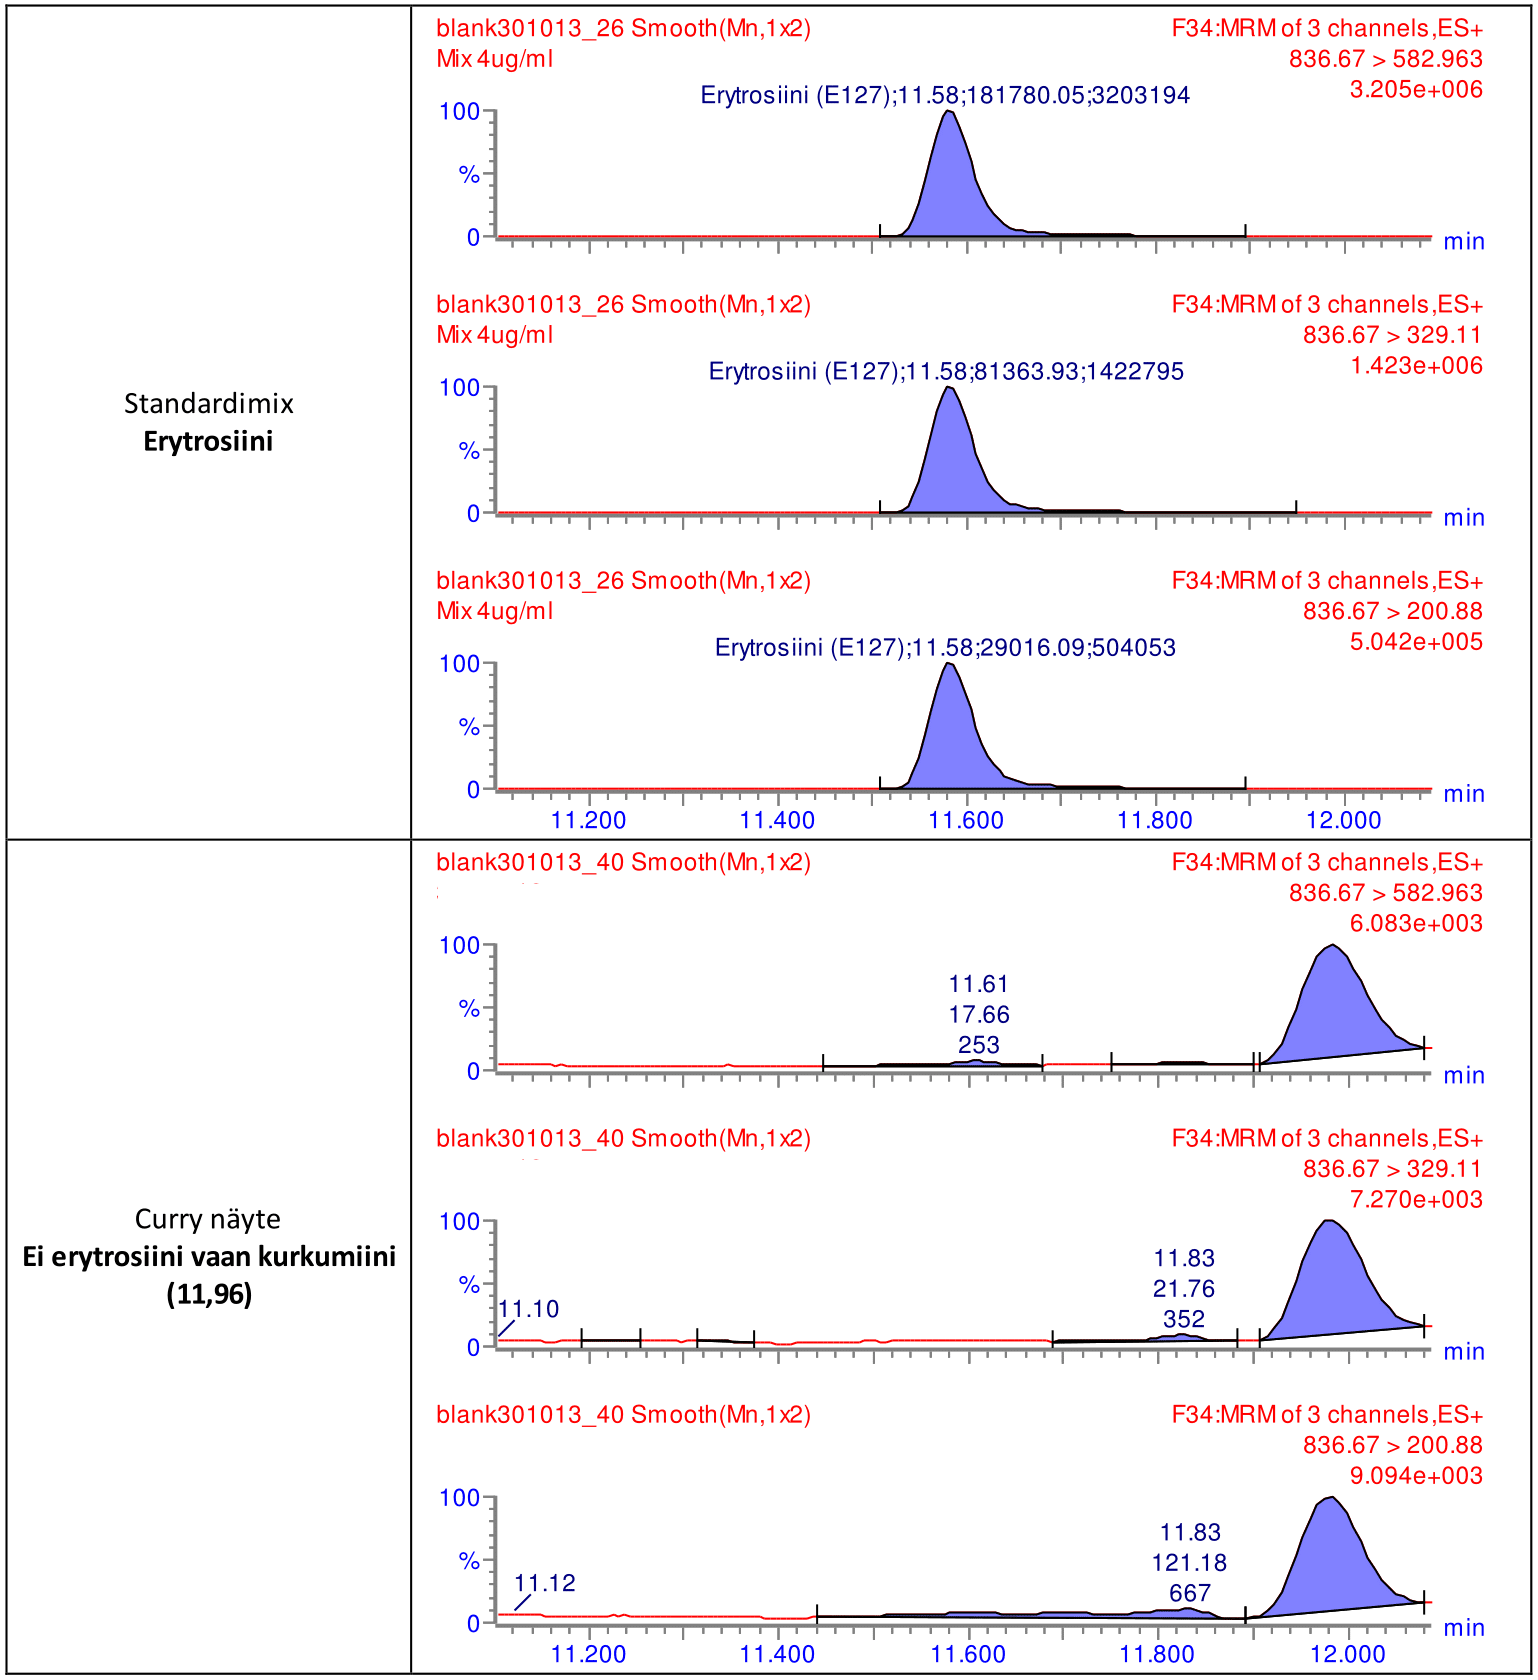 Standardimix
Erytrosiini
blank301013_26 Smooth(Mn,1x2)
Mix 4ug/ml
F34:MRM of 3 channels,ES+
836.67 > 582.963
3.205e+006
Erytrosiini (E127);11.58;181780.05;3203194
100
%
0
min
blank301013_26 Smooth(Mn,1x2)
Mix 4ug/ml
F34:MRM of 3 channels,ES+
836.67 > 329.11
1.423e+006
Erytrosiini (E127);11.58;81363.93;1422795
100
%
0
min
blank301013_26 Smooth(Mn,1x2)
Mix 4ug/ml
F34:MRM of 3 channels,ES+
836.67 > 200.88
5.042e+005
Erytrosiini (E127);11.58;29016.09;504053
100
%
0
min
11.200 11.400 11.600 11.800 12.000
Curry näyte
Ei erytrosiini vaan kurkumiini
(11,96)
blank301013_40 Smooth(Mn,1x2)
F34:MRM of 3 channels,ES+
836.67 > 582.963
6.083e+003
100
%
0
11.61
17.66
253
min
blank301013_40 Smooth(Mn,1x2)
F34:MRM of 3 channels,ES+
836.67 > 329.11
7.270e+003
100
%
0
11.10
11.83
21.76
352
min
blank301013_40 Smooth(Mn,1x2)
F34:MRM of 3 channels,ES+
836.67 > 200.88
9.094e+003
100
%
0
11.12
11.83
121.18
667
min
11.200 11.400 11.600 11.800 12.000